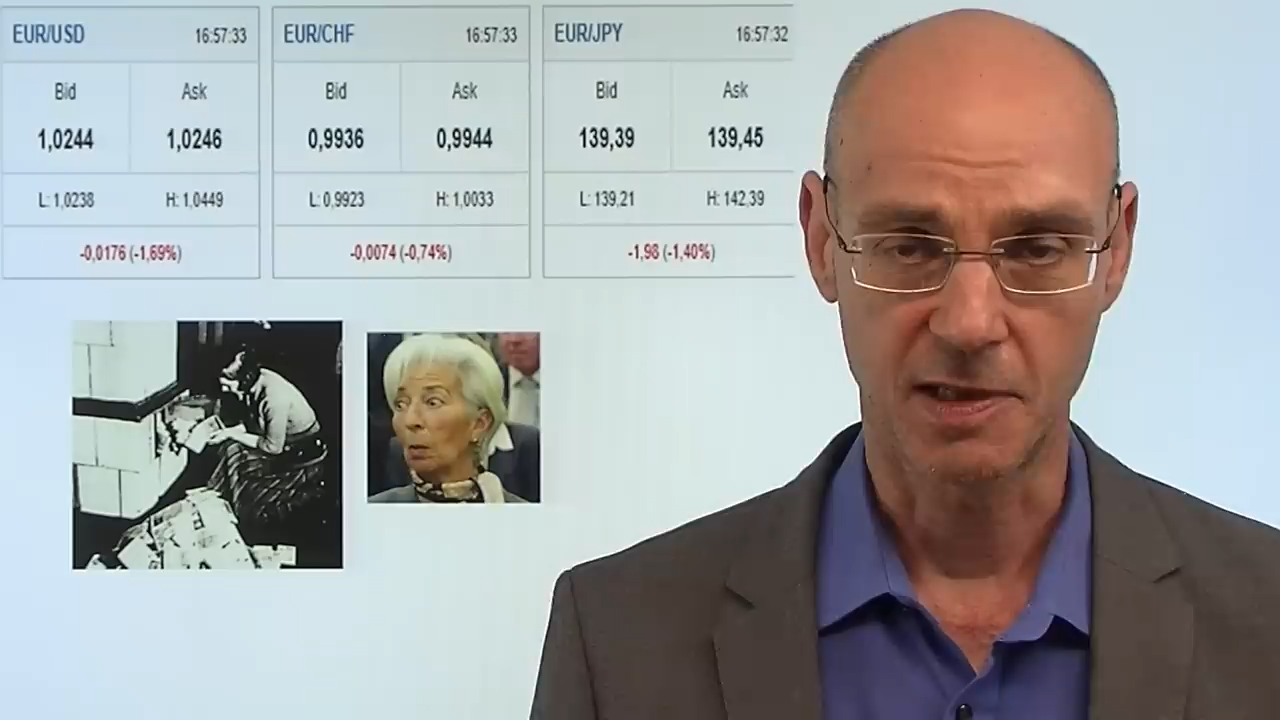 EUR/USD 16:57:33
Bid Ask
1,0244 1,0246
L: 1,0238 H: 1,0449
-0,0176 (-1,69%)
EUR/CHF 16:57:33
Bid Ask
0,9936 0,9944
L: 0,9923 H: 1,0033
-0,0074 (-0,74%)
EUR/JPY 16:57:32
Bid Ask
139,39 139,45
L: 139,21 H: 142,39
-1,98 (-1,40%)